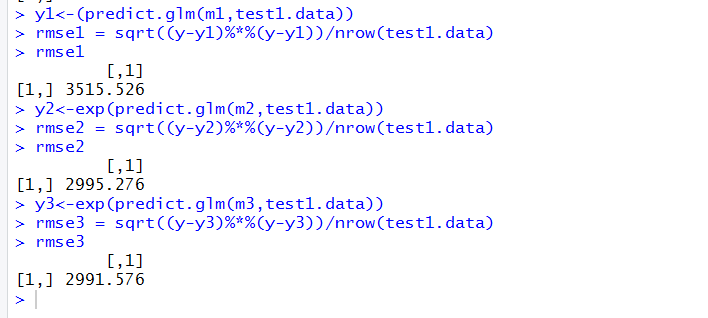 > y1<-(predict.glm(m1,test1.data))
> rmse1 = sqrt((y-y1)%*%(y-y1))/nrow(test1.data)
> rmse1
         [,1]
[1,] 3515.526
> y2<-exp(predict.glm(m2,test1.data))
> rmse2 = sqrt((y-y2)%*%(y-y2))/nrow(test1.data)
> rmse2
         [,1]
[1,] 2995.276
> y3<-exp(predict.glm(m3,test1.data))
> rmse3 = sqrt((y-y3)%*%(y-y3))/nrow(test1.data)
> rmse3
         [,1]
[1,] 2991.576
>